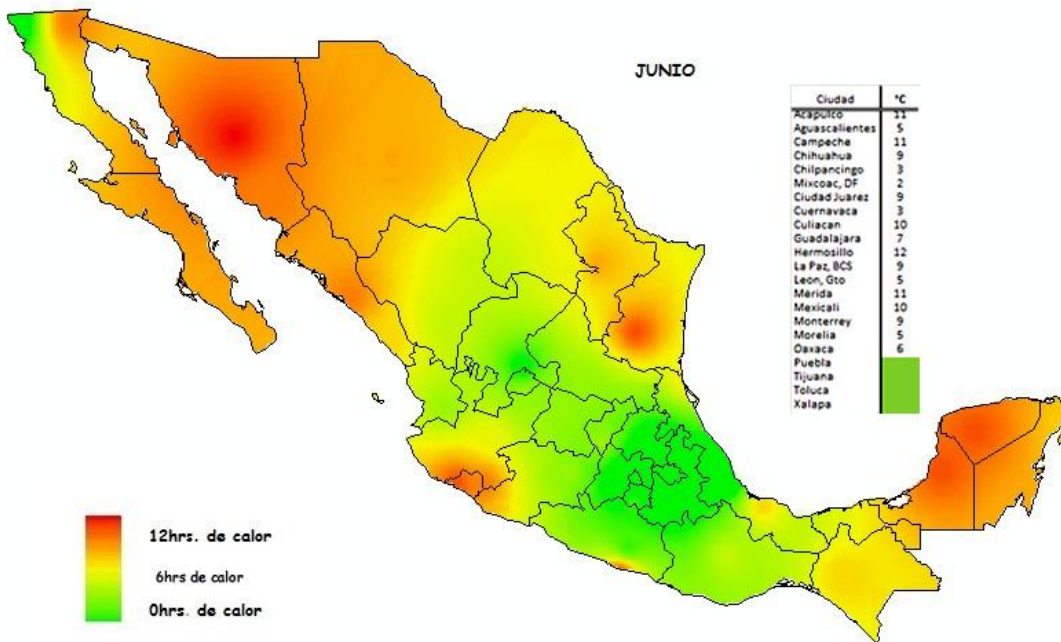 JUNIO
Ciudad °C
Acapulco 11
Aguascalientes 5
Campeche 11
Chihuahua 9
Chilpancingo 3
Mixcoac, DF 2
Ciudad Juarez 9
Cuernavaca 3
Culiacan 10
Guadalajara 7
Hermosillo 12
La Paz, BCS 9
Leon, Gto 5
Mérida 11
Mexicali 10
Monterrey 9
Morelia 5
Oaxaca 6
Puebla
Tijuana
Toluca
Xalapa
12hrs. de calor
6hrs de calor
0hrs. de calor